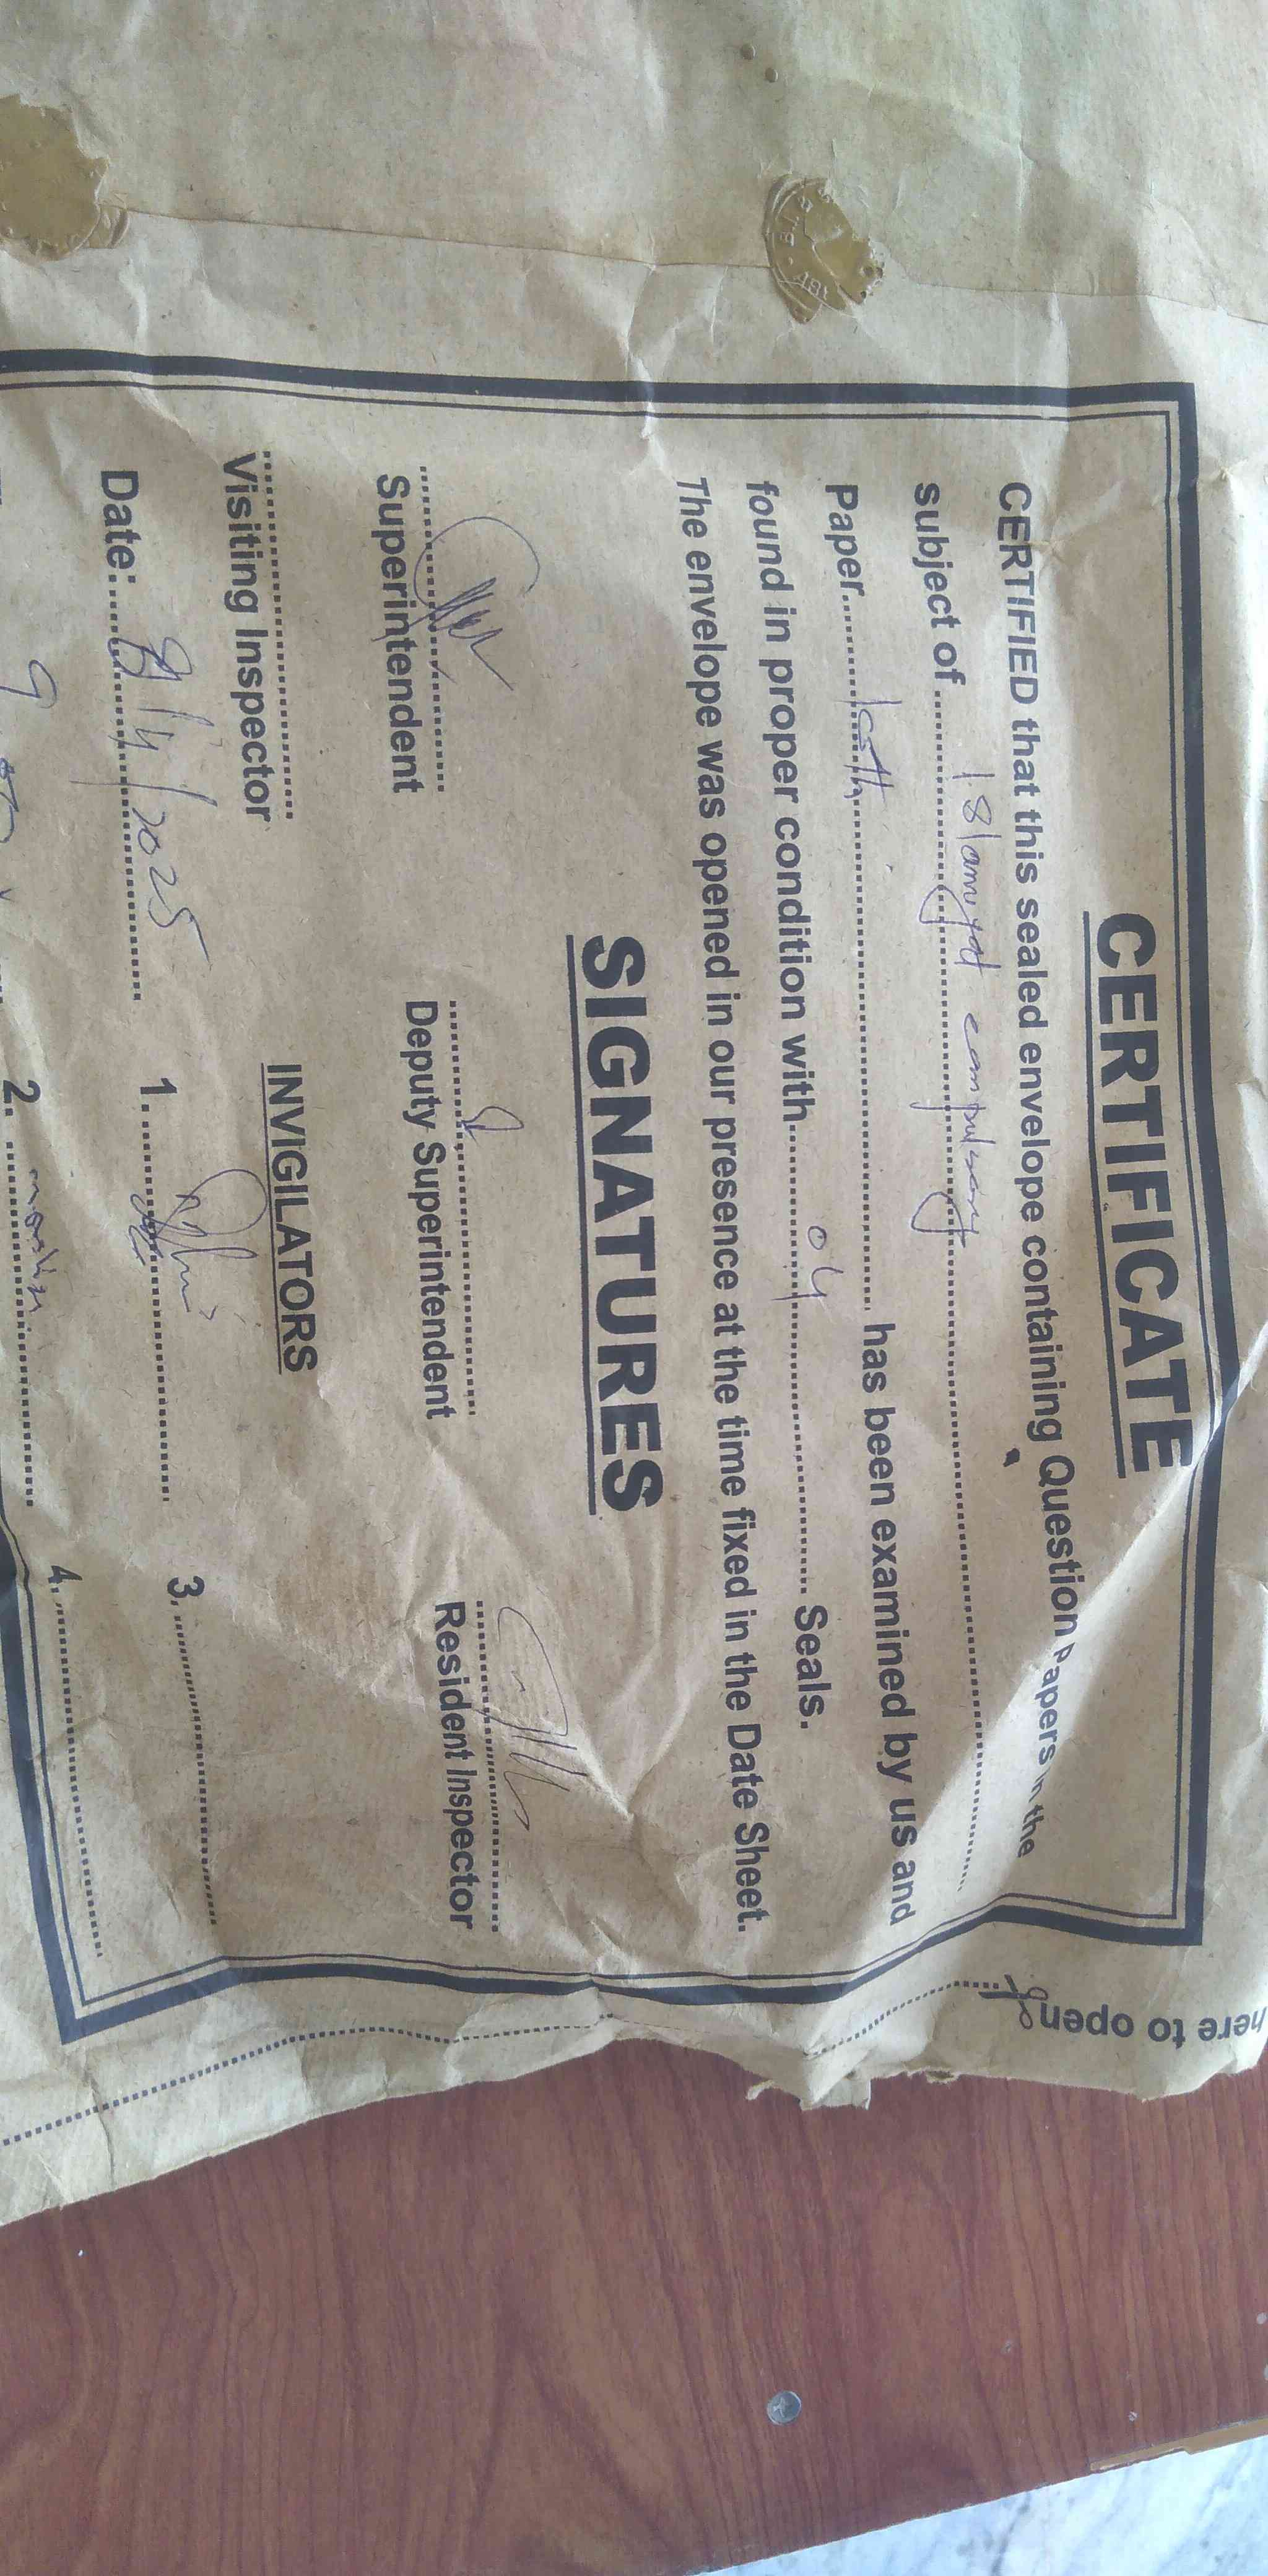 CERTIFICATE
CERTIFIED that this sealed envelope containing Question Papers in the
subject of ........ Islamyat compulsory ........
Paper........ 10th ........ has been examined by us and
found in proper condition with........ 04 ........ Seals.
The envelope was opened in our presence at the time fixed in the Date Sheet.
SIGNATURES
Superintendent
Deputy Superintendent
Resident Inspector
Visiting Inspector
INVIGILATORS
Date: 8/4/2025
1.
3.
2.
4.
here to open